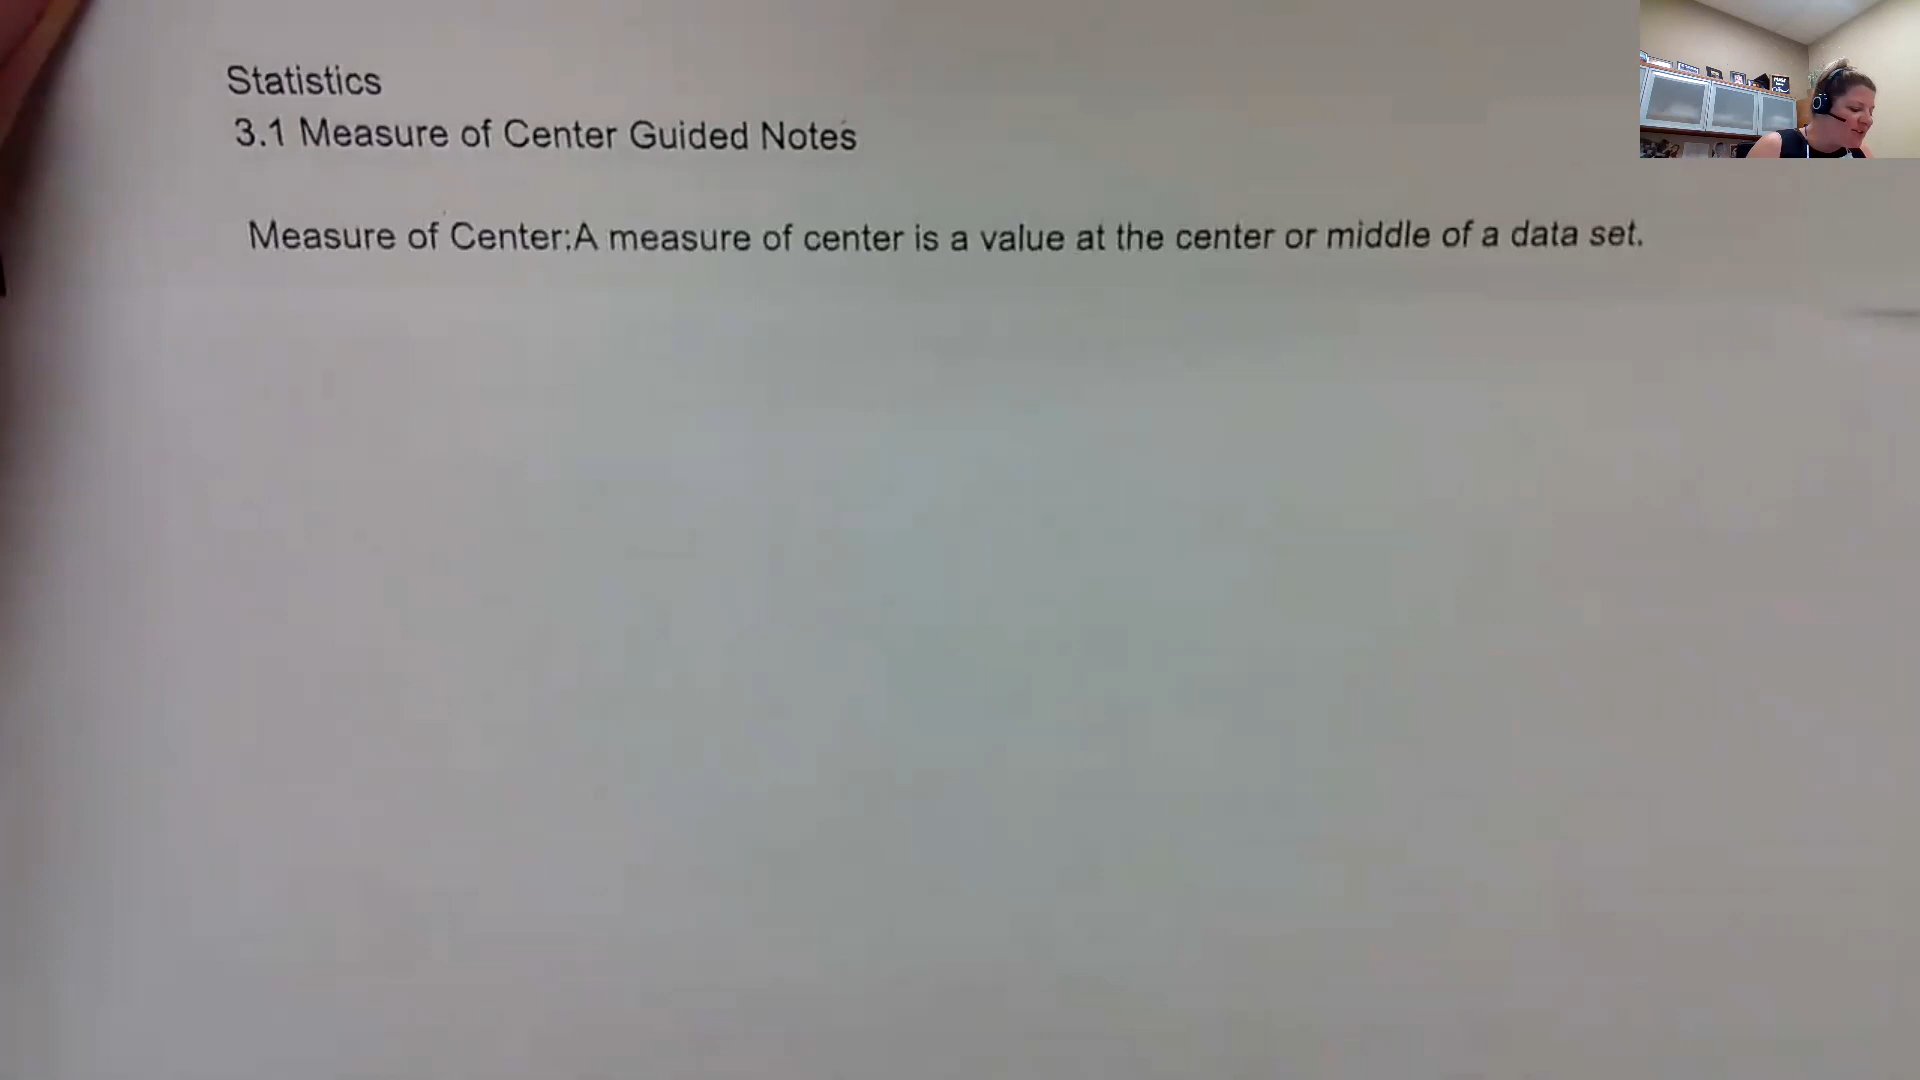 Statistics
3.1 Measure of Center Guided Notes
Measure of Center:A measure of center is a value at the center or middle of a data set.